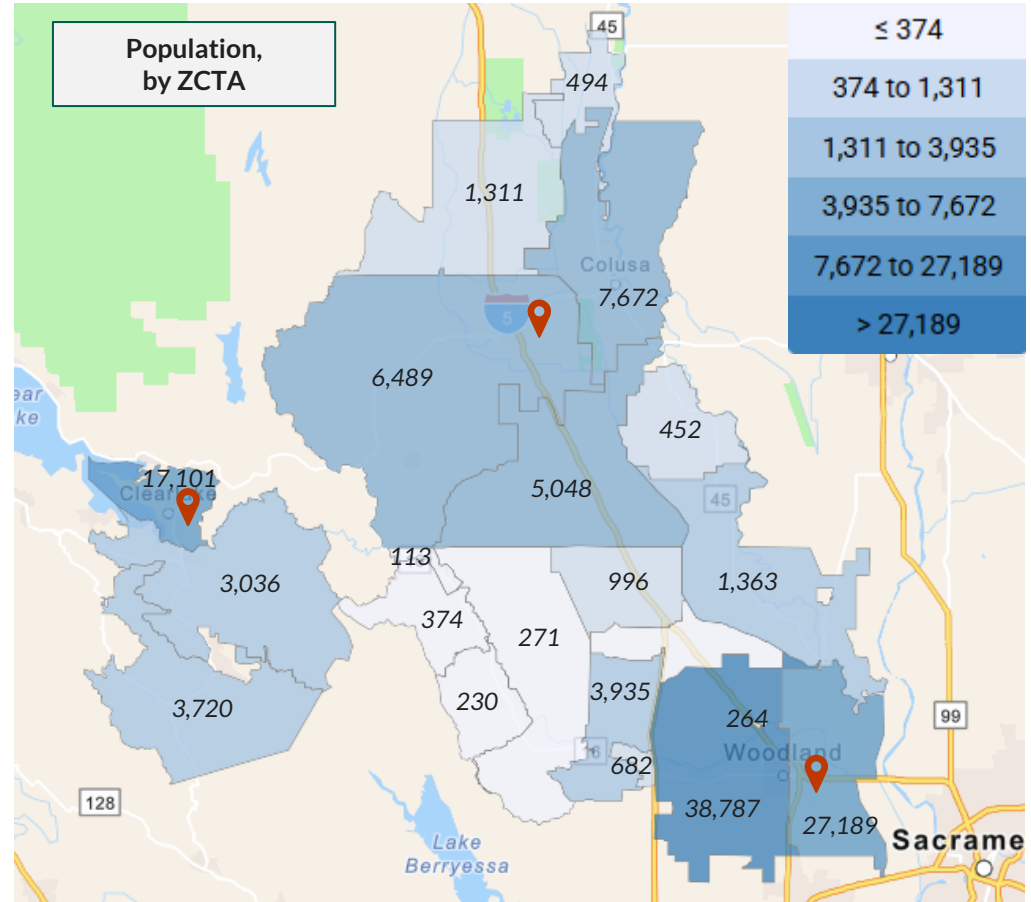 Population,
by ZCTA
≤ 374
374 to 1,311
1,311 to 3,935
3,935 to 7,672
7,672 to 27,189
> 27,189
45
494
1,311
Colusa
7,672
5
6,489
452
17,101
Clearlake
5,048
45
113
3,036
996
1,363
374
271
230
3,935
3,720
264
99
16
682
Woodland
128
38,787
27,189
Lake
Berryessa
Sacrame